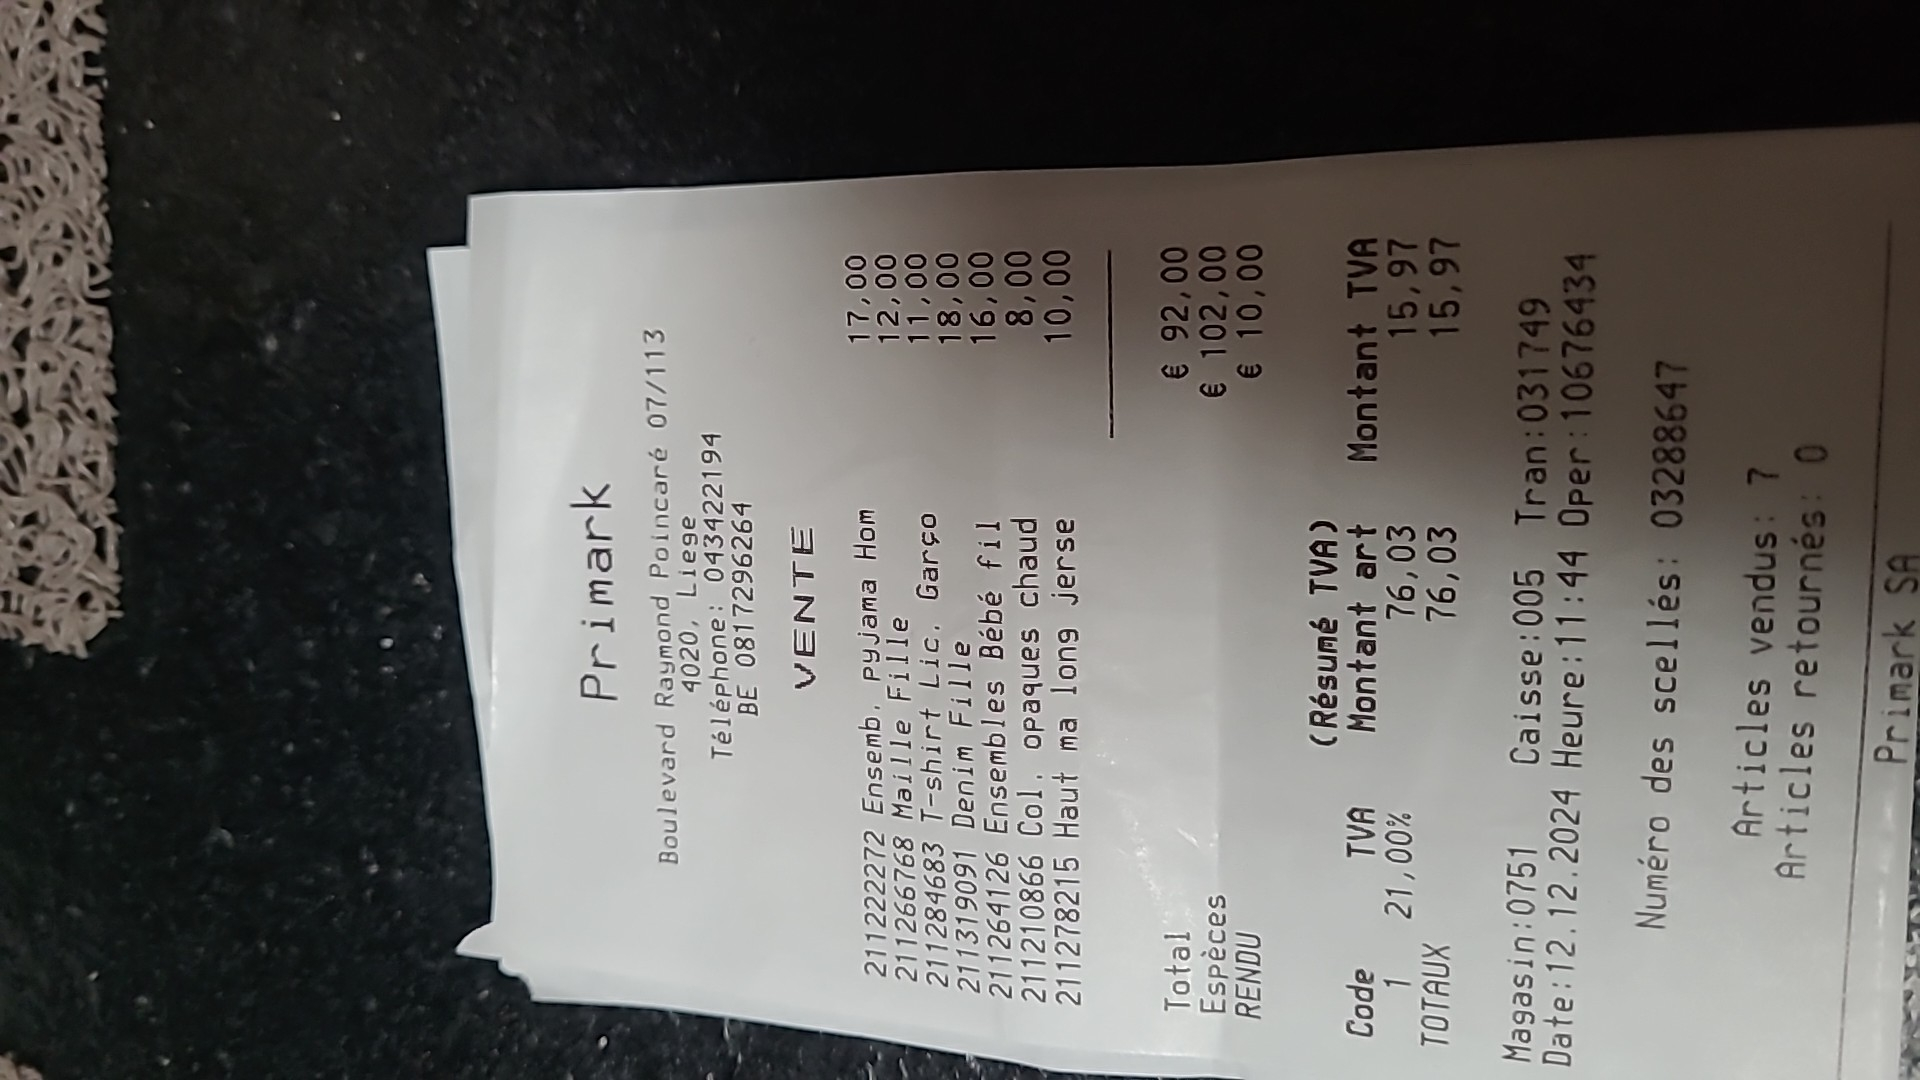 Primark
Boulevard Raymond Poincaré 07/113
4020, Liege
Téléphone: 043422194
BE 0817296264
VENTE
211222272 Ensemb. pyjama Hom 17,00
211266768 Maille Fille 12,00
211284683 T-shirt Lic. Garço 11,00
211319091 Denim Fille 18,00
211264126 Ensembles Bébé fil 16,00
211210866 Col. opaques chaud 8,00
211278215 Haut ma long jerse 10,00
Total € 92,00
Espèces € 102,00
RENDU € 10,00
(Résumé TVA)
Code TVA Montant art Montant TVA
1 21,00% 76,03 15,97
TOTAUX 76,03 15,97
Magasin:0751 Caisse:005 Tran:031749
Date:12.12.2024 Heure:11:44 Oper:10676434
Numéro des scellés: 03288647
Articles vendus: 7
Articles retournés: 0
Primark SA